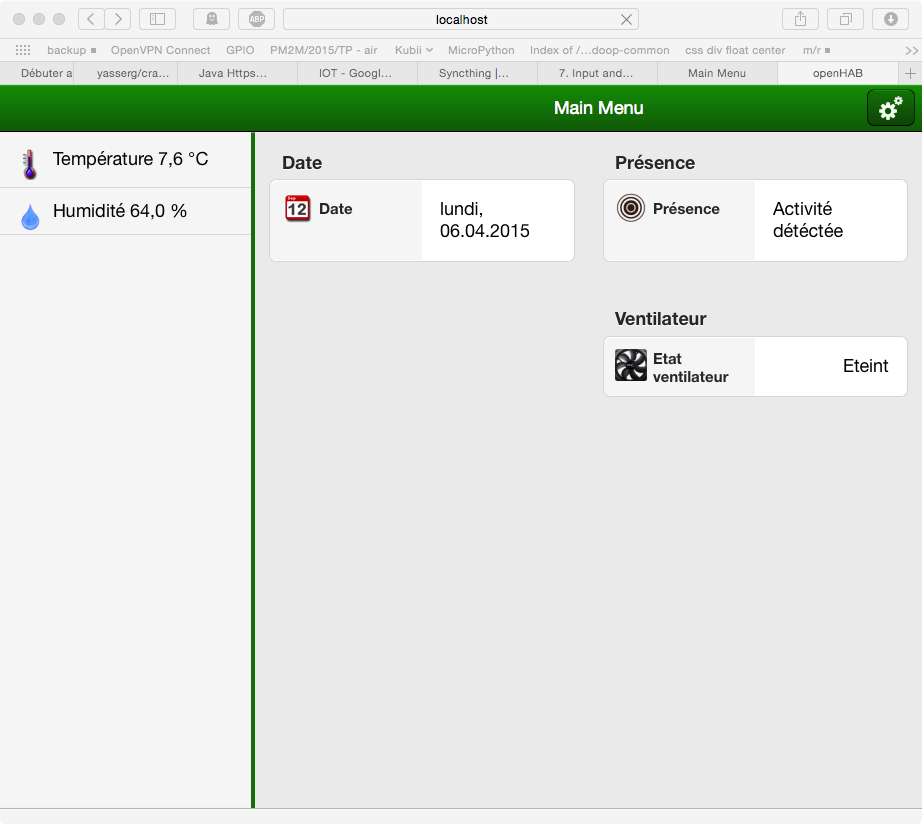 ABP
localhost
backup
OpenVPN Connect
GPIO
PM2M/2015/TP - air
Kubii
MicroPython
Index of /...doop-common
css div float center
m/r
Débuter a
yasserg/cra...
Java Https...
IOT - Googl...
Syncthing |...
7. Input and...
Main Menu
openHAB
Main Menu
Température 7,6 °C
Humidité 64,0 %
Date
Sep
12
Date
lundi,
06.04.2015
Présence
Présence
Activité
détéctée
Ventilateur
Etat
ventilateur
Eteint